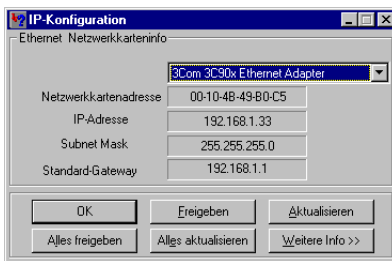 IP-Konfiguration
Ethernet Netzwerkkarteninfo
3Com 3C90x Ethernet Adapter
Netzwerkkartenadresse 00-10-4B-49-B0-C5
IP-Adresse 192.168.1.33
Subnet Mask 255.255.255.0
Standard-Gateway 192.168.1.1
OK Freigeben Aktualisieren
Alles freigeben Alles aktualisieren Weitere Info >>